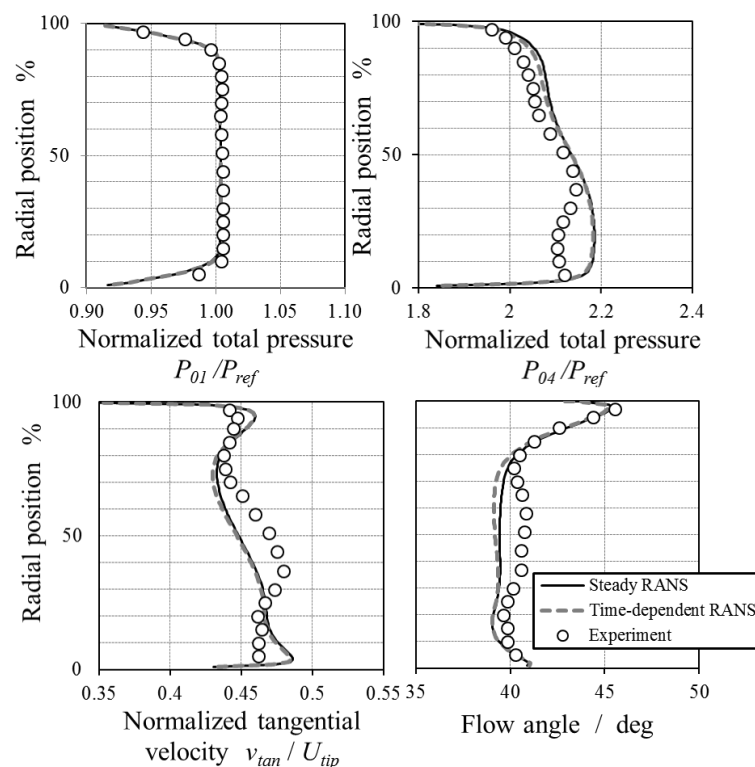 100
50
0
Radial position %
0.90 0.95 1.00 1.05 1.10
Normalized total pressure
P01 /Pref
100
50
0
Radial position %
1.8 2 2.2 2.4
Normalized total pressure
P04 /Pref
100
50
0
Radial position %
0.35 0.4 0.45 0.5 0.55
Normalized tangential
velocity vtan / Utip
Steady RANS
Time-dependent RANS
Experiment
35 40 45 50
Flow angle / deg